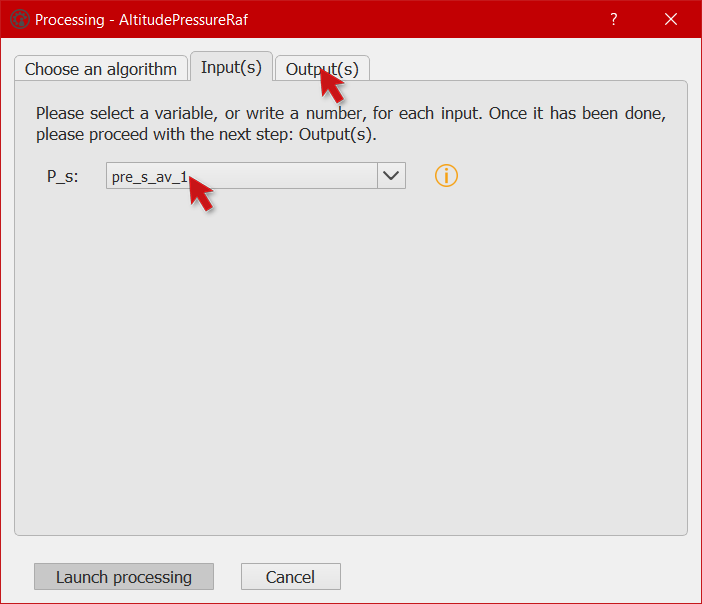 Processing - AltitudePressureRaf ?
Choose an algorithm Input(s) Output(s)
Please select a variable, or write a number, for each input. Once it has been done,
please proceed with the next step: Output(s).
P_s: pre_s_av_1
Launch processing Cancel